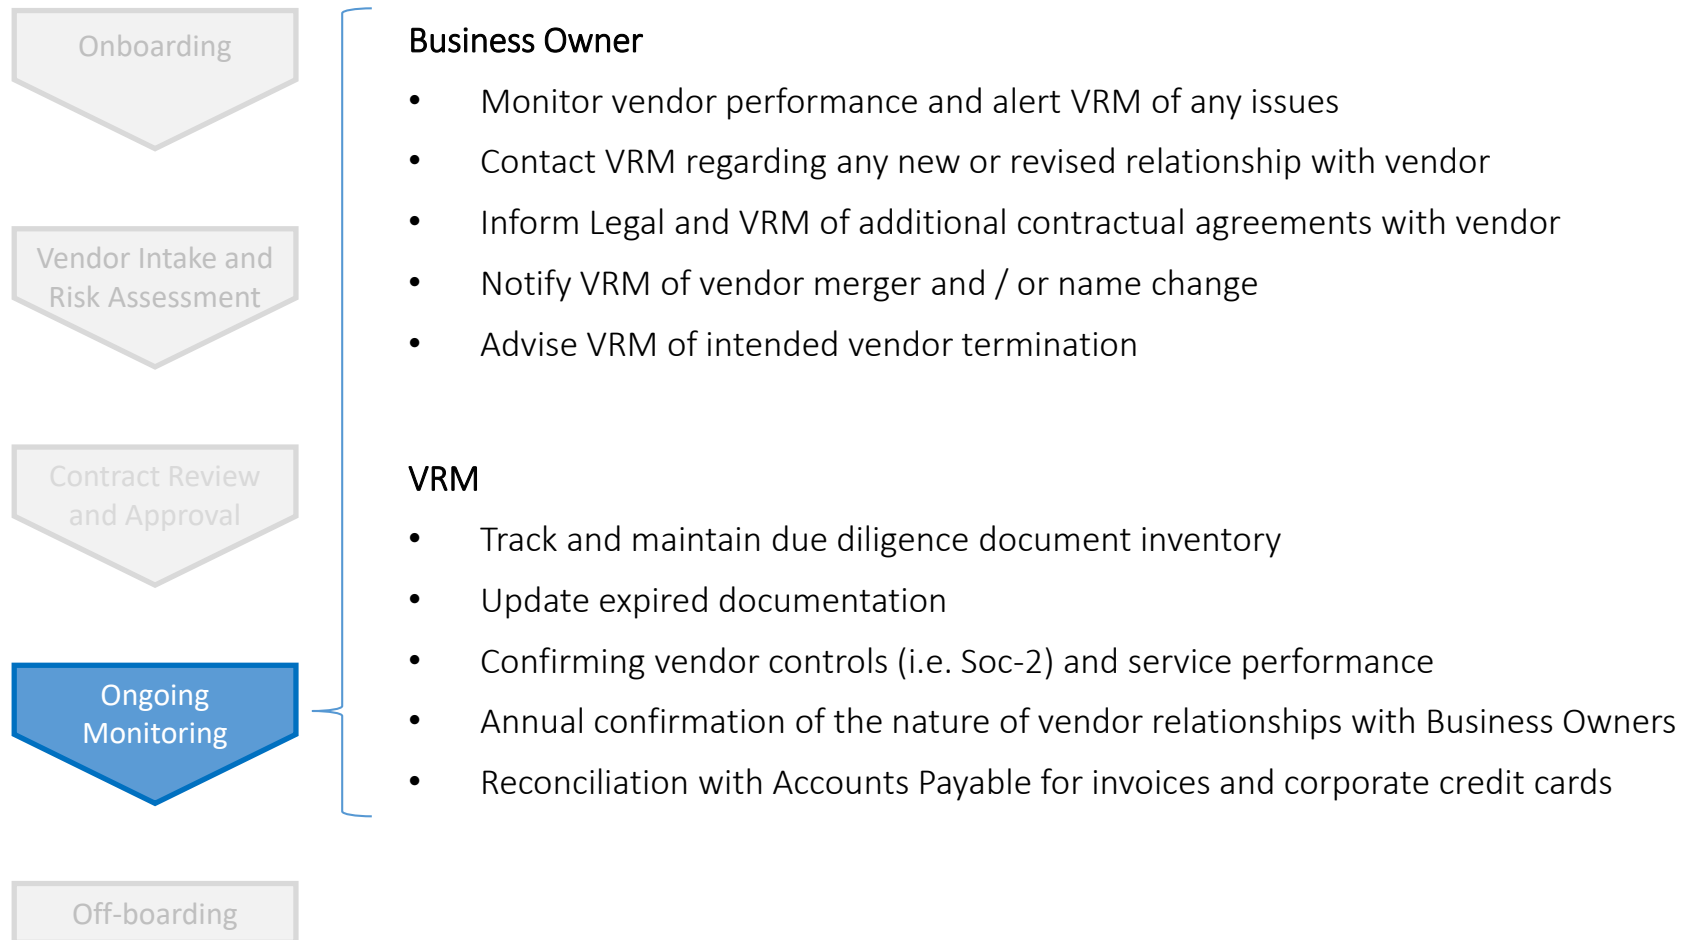 Onboarding
Vendor Intake and
Risk Assessment
Contract Review
and Approval
Ongoing
Monitoring
Off-boarding
Business Owner
• Monitor vendor performance and alert VRM of any issues
• Contact VRM regarding any new or revised relationship with vendor
• Inform Legal and VRM of additional contractual agreements with vendor
• Notify VRM of vendor merger and / or name change
• Advise VRM of intended vendor termination
VRM
• Track and maintain due diligence document inventory
• Update expired documentation
• Confirming vendor controls (i.e. Soc-2) and service performance
• Annual confirmation of the nature of vendor relationships with Business Owners
• Reconciliation with Accounts Payable for invoices and corporate credit cards